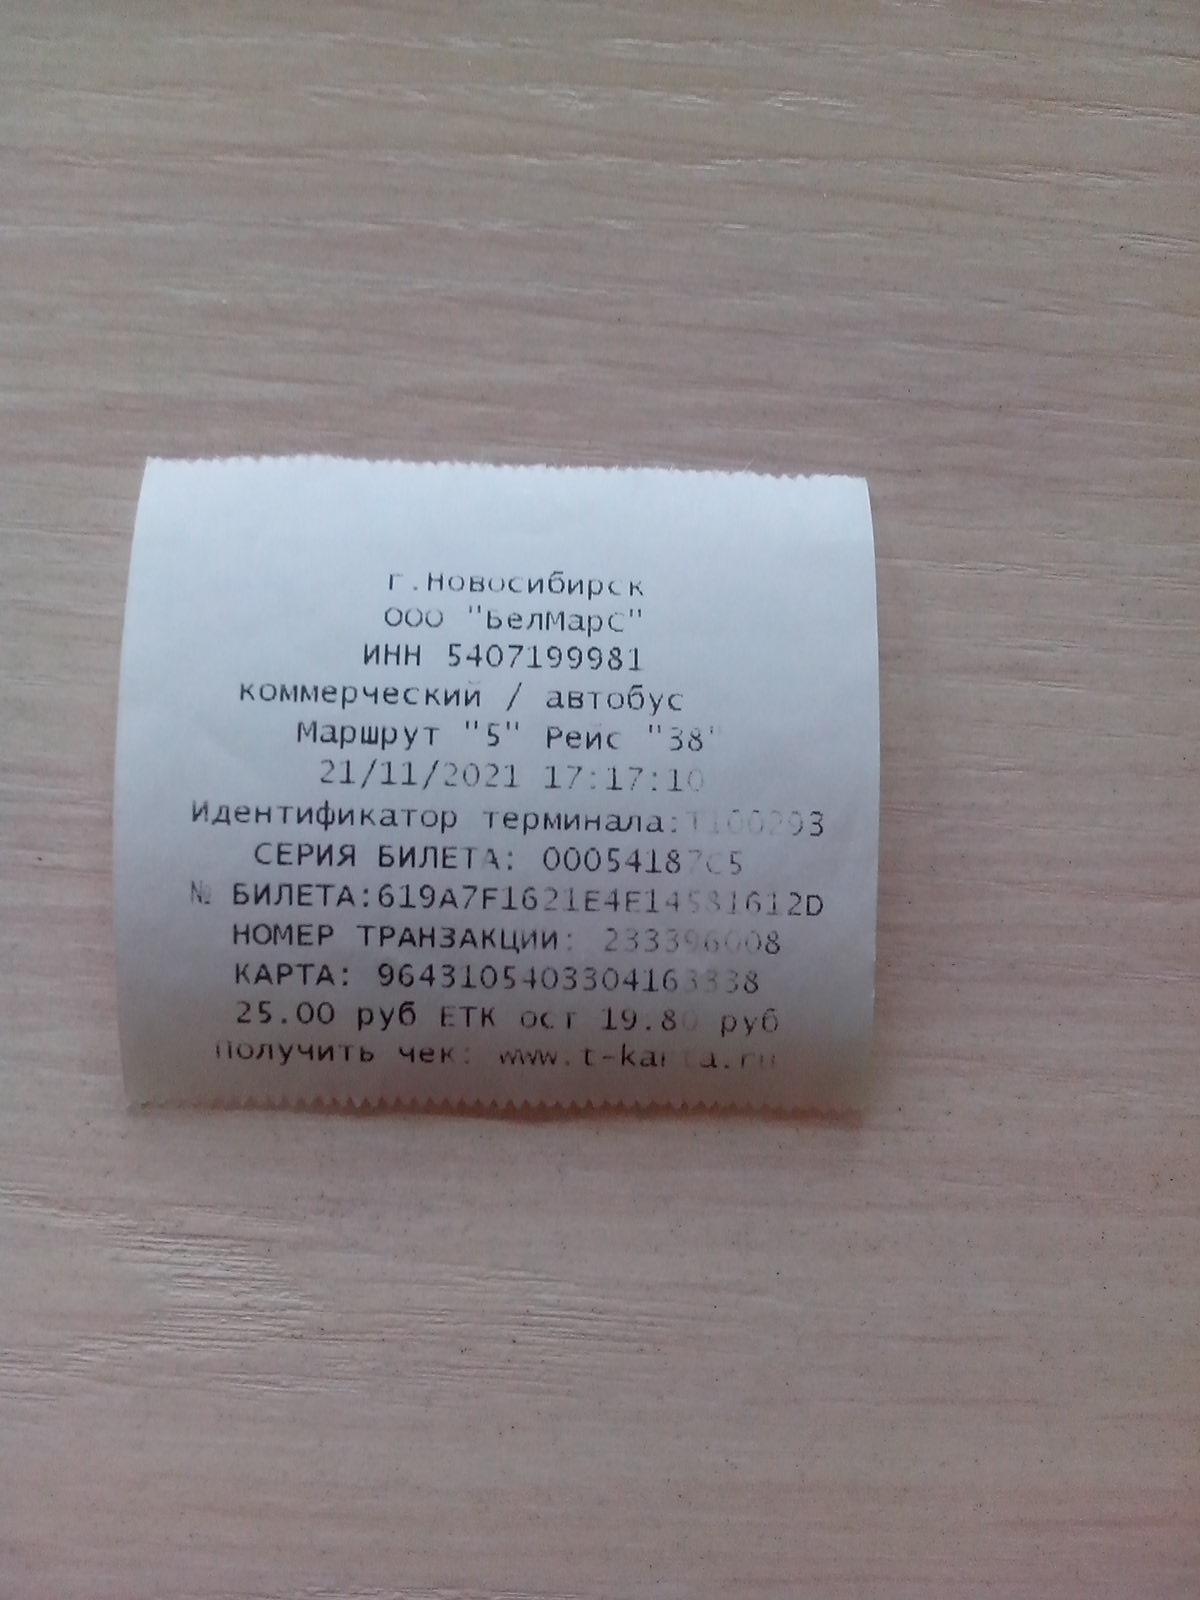 г.Новосибирск
ООО "БелМарс"
ИНН 5407199981
коммерческий / автобус
Маршрут "5" Рейс "38"
21/11/2021 17:17:10
Идентификатор терминала:T100293
СЕРИЯ БИЛЕТА: 00054187C5
№ БИЛЕТА:619A7F1621E4E14581612D
НОМЕР ТРАНЗАКЦИИ: 233396008
КАРТА: 9643105403304163338
25.00 руб ЕТК ост 19.80 руб
Получить чек: www.t-karta.ru